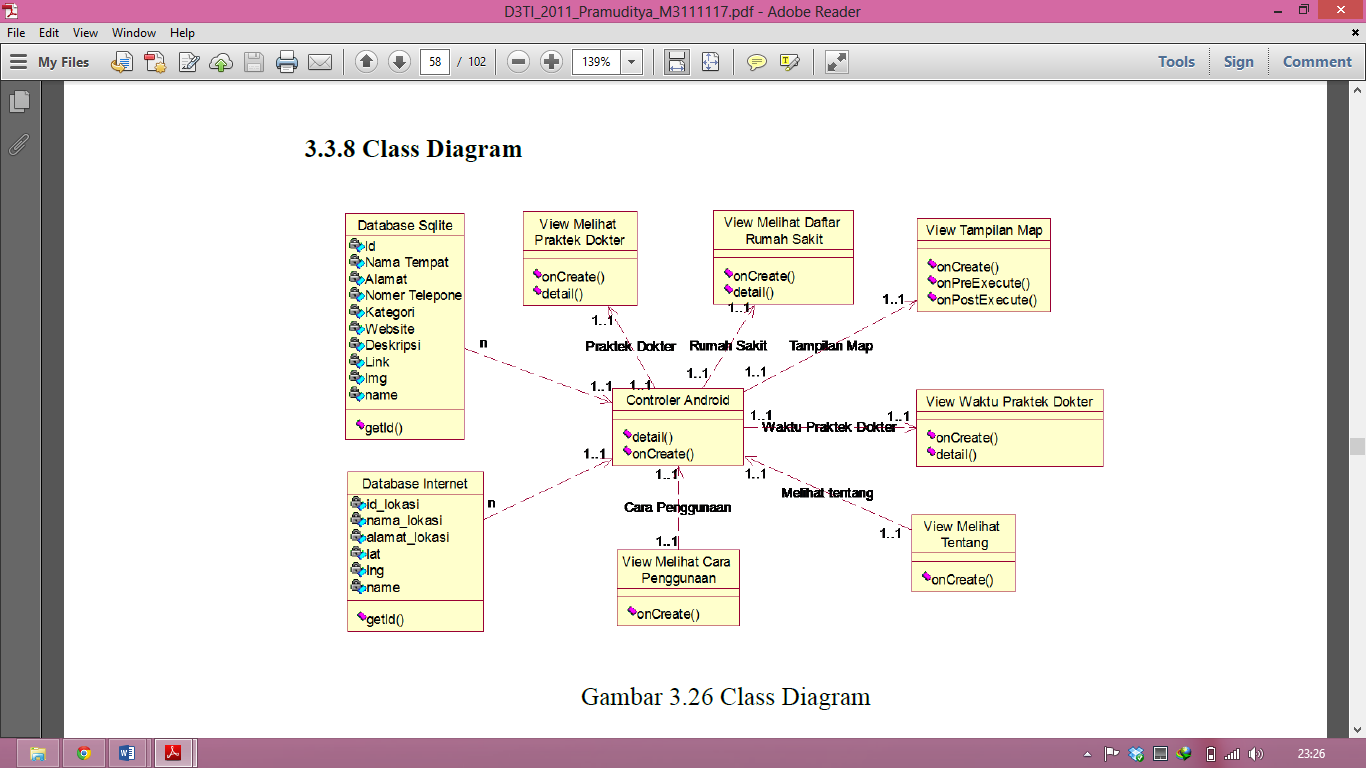 D3TI_2011_Pramuditya_M3111117.pdf - Adobe Reader
File Edit View Window Help
My Files 58 / 102 139% Tools Sign Comment
3.3.8 Class Diagram
Database Sqlite
Id
Nama Tempat
Alamat
Nomer Telepone
Kategori
Website
Deskripsi
Link
Img
name
getId()
View Melihat
Praktek Dokter
onCreate()
detail()
View Melihat Daftar
Rumah Sakit
onCreate()
detail()
View Tampilan Map
onCreate()
onPreExecute()
onPostExecute()
1..1
1..1
1..1
n
Praktek Dokter
Rumah Sakit
Tampilan Map
1..1
1..1
1..1
1..1
Controler Android
detail()
onCreate()
1..1
Waktu Praktek Dokter
1..1
View Waktu Praktek Dokter
onCreate()
detail()
1..1
n
Database Internet
id_lokasi
nama_lokasi
alamat_lokasi
lat
lng
name
getId()
1..1
Cara Penggunaan
1..1
View Melihat Cara
Penggunaan
onCreate()
1..1
Melihat tentang
1..1
View Melihat
Tentang
onCreate()
Gambar 3.26 Class Diagram
23:26